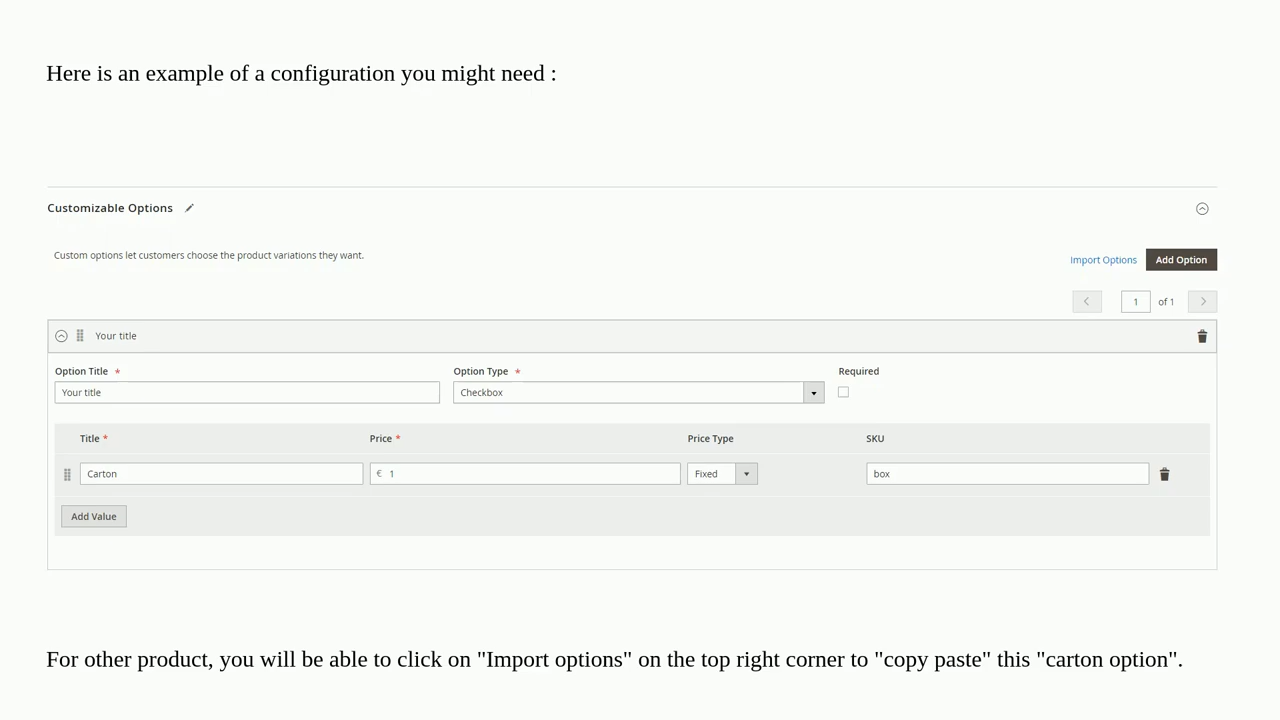 Here is an example of a configuration you might need :
Customizable Options
Custom options let customers choose the product variations they want.
Import Options
Add Option
1 of 1
Your title
Option Title * Option Type * Required
Your title Checkbox
Title * Price * Price Type SKU
Carton € 1 Fixed box
Add Value
For other product, you will be able to click on "Import options" on the top right corner to "copy paste" this "carton option".